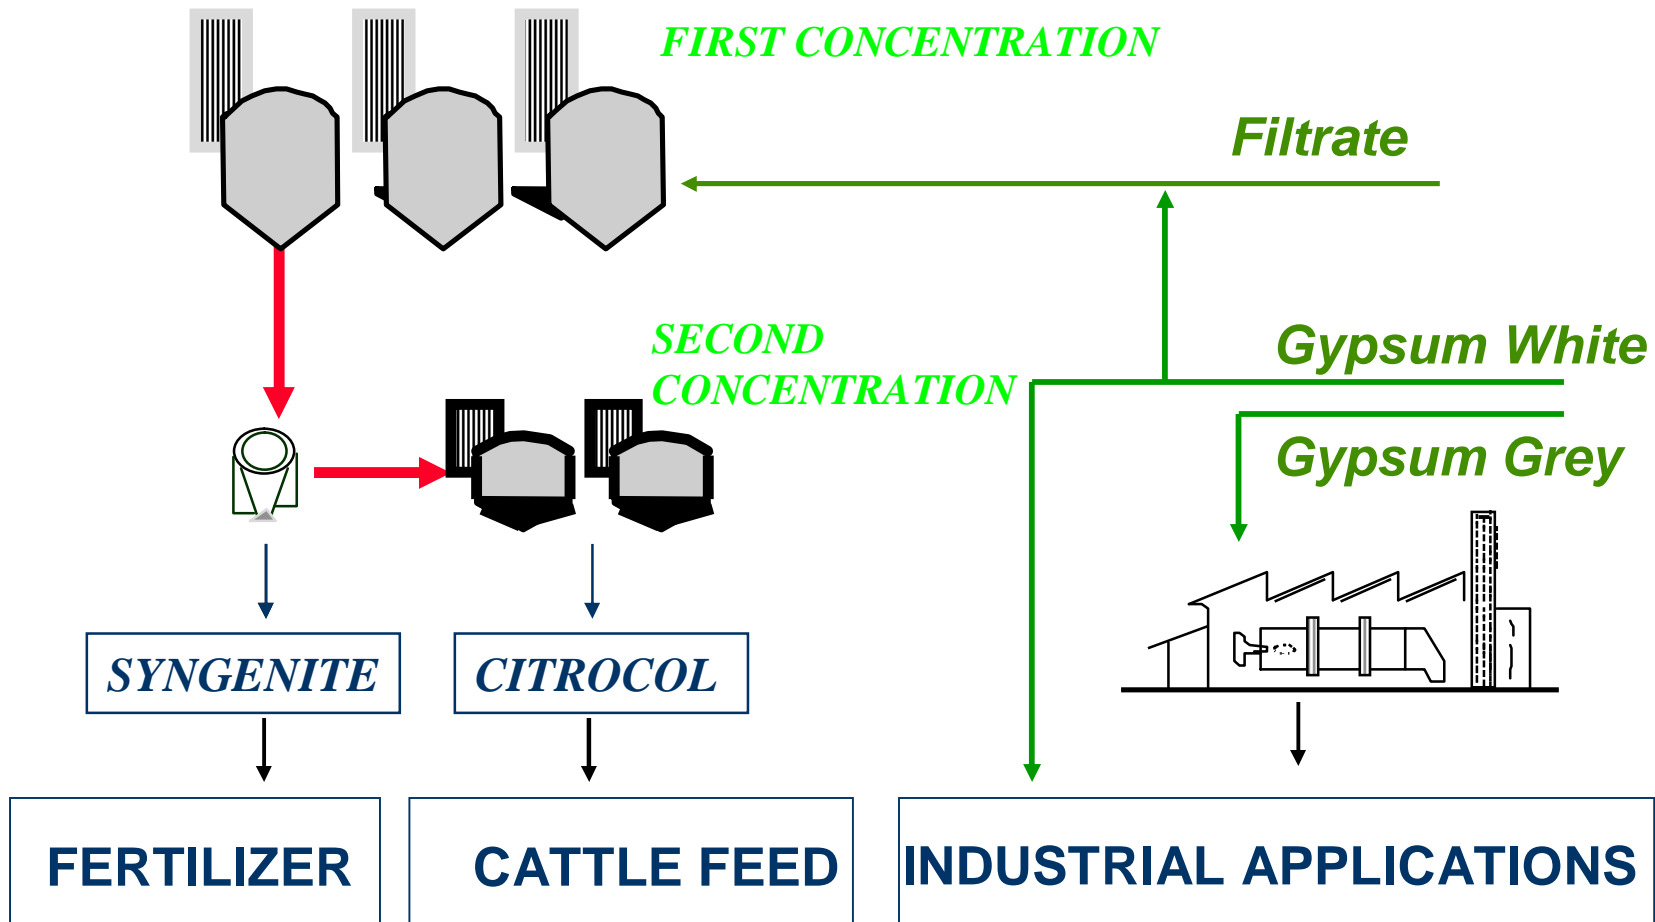 FIRST CONCENTRATION
Filtrate
SECOND
CONCENTRATION
Gypsum White
Gypsum Grey
SYNGENITE
CITROCOL
FERTILIZER
CATTLE FEED
INDUSTRIAL APPLICATIONS